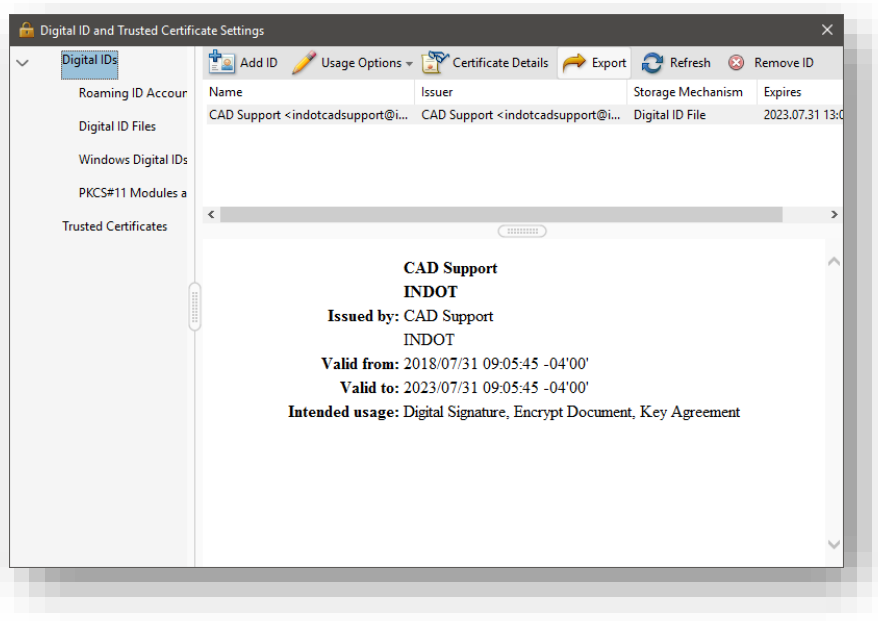 Digital ID and Trusted Certificate Settings
Digital IDs
Roaming ID Accour
Digital ID Files
Windows Digital IDs
PKCS#11 Modules a
Trusted Certificates
Add ID Usage Options Certificate Details Export Refresh Remove ID
Name Issuer Storage Mechanism Expires
CAD Support <indotcadsupport@i... CAD Support <indotcadsupport@i... Digital ID File 2023.07.31 13:0
CAD Support
INDOT
Issued by: CAD Support
INDOT
Valid from: 2018/07/31 09:05:45 -04'00'
Valid to: 2023/07/31 09:05:45 -04'00'
Intended usage: Digital Signature, Encrypt Document, Key Agreement